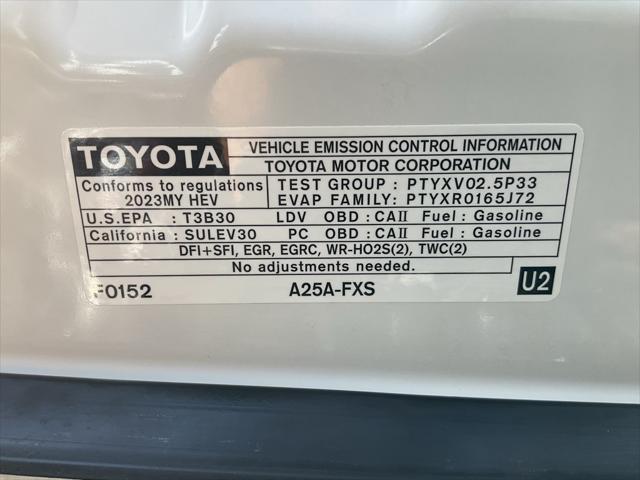 TOYOTA VEHICLE EMISSION CONTROL INFORMATION
TOYOTA MOTOR CORPORATION
Conforms to regulations TEST GROUP : PTYXV02.5P33
2023MY HEV EVAP FAMILY: PTYXR0165J72
U.S.EPA : T3B30 LDV OBD : CAII Fuel : Gasoline
California : SULEV30 PC OBD : CAII Fuel : Gasoline
DFI+SFI, EGR, EGRC, WR-HO2S(2), TWC(2)
No adjustments needed.
F0152 A25A-FXS U2